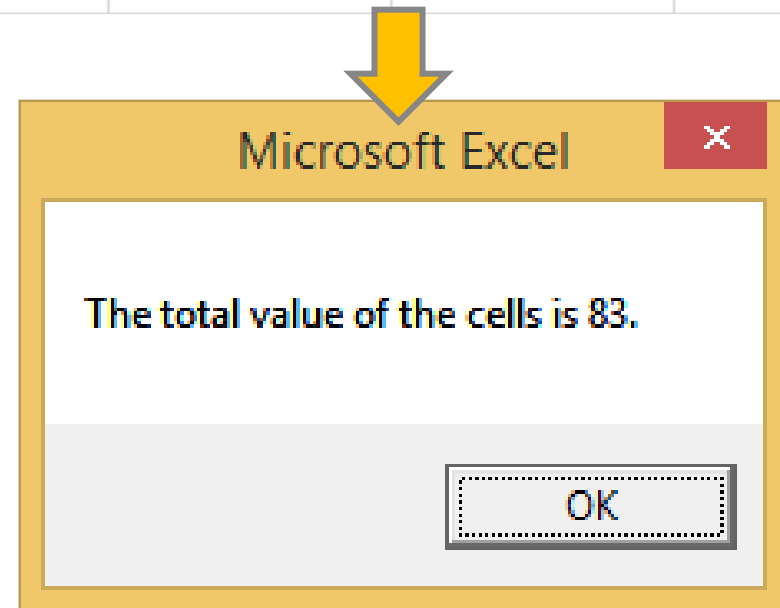 Microsoft Excel
The total value of the cells is 83.
OK